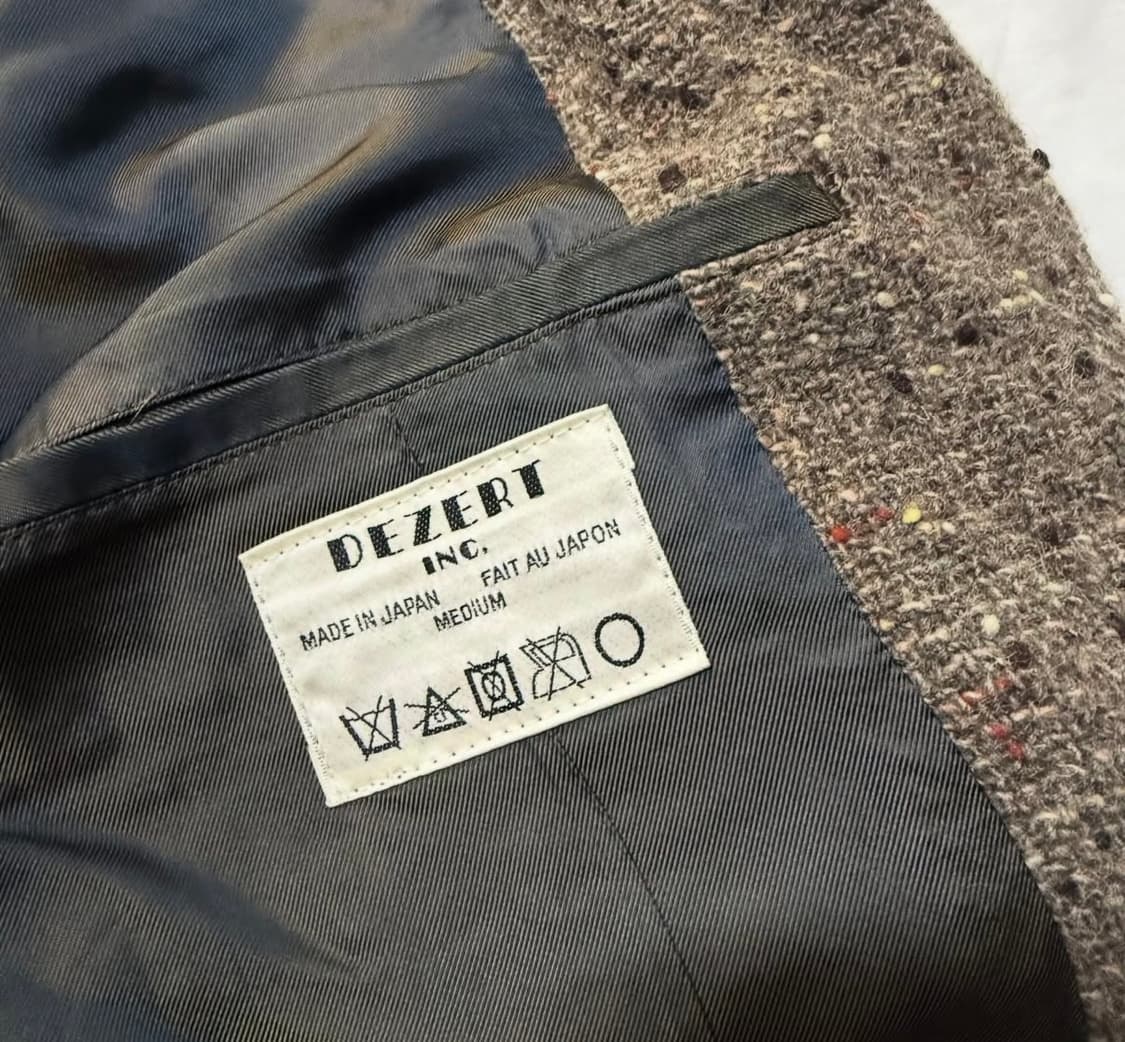 DEZERT
INC.
MADE IN JAPAN FAIT AU JAPON
MEDIUM